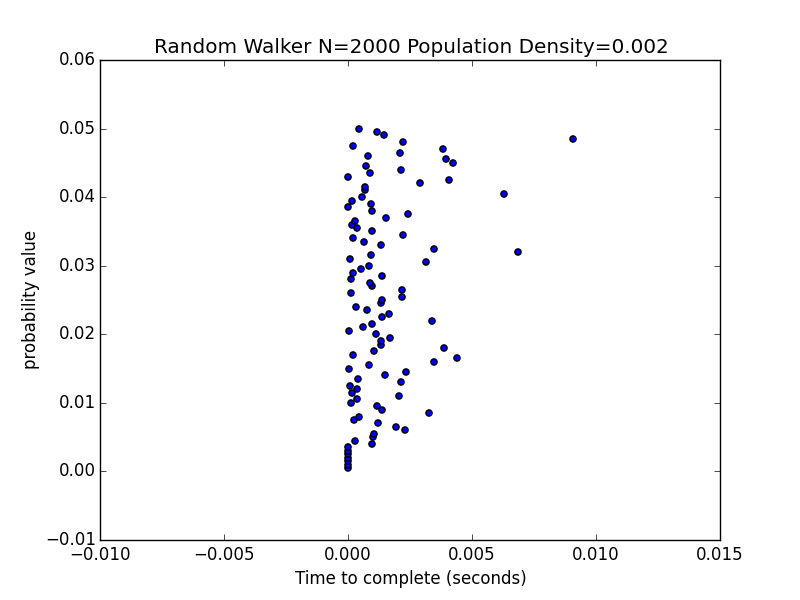 Random Walker N=2000 Population Density=0.002
0.06
0.05
0.04
0.03
0.02
0.01
0.00
−0.01
probability value
−0.010 −0.005 0.000 0.005 0.010 0.015
Time to complete (seconds)